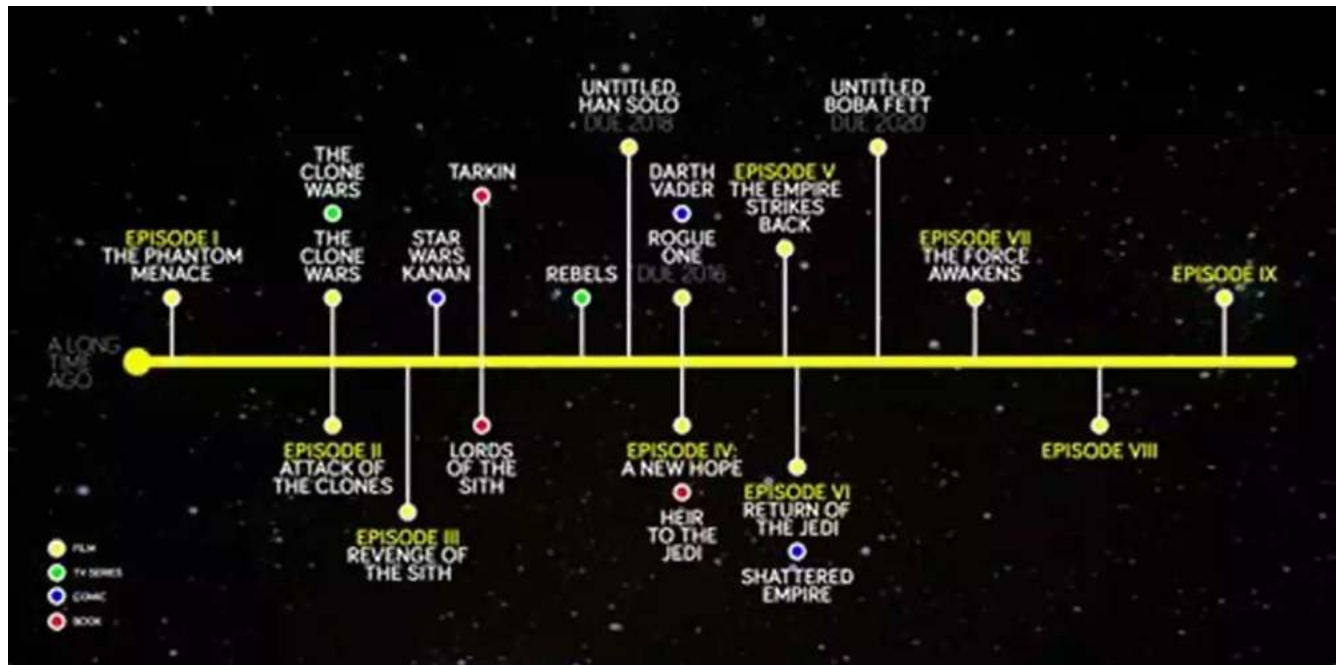 UNTITLED
HAN SOLO
DUE 2018
UNTITLED
BOBA FETT
DUE 2020
THE
CLONE
WARS
TARKIN
DARTH
VADER
EPISODE V
THE EMPIRE
STRIKES
BACK
EPISODE I
THE PHANTOM
MENACE
THE
CLONE
WARS
STAR
WARS
KANAN
REBELS
ROGUE
ONE
DUE 2016
EPISODE VII
THE FORCE
AWAKENS
EPISODE IX
A LONG
TIME
AGO
EPISODE II
ATTACK OF
THE CLONES
LORDS
OF THE
SITH
EPISODE IV:
A NEW HOPE
EPISODE VIII
EPISODE III
REVENGE OF
THE SITH
HEIR
TO THE
JEDI
EPISODE VI
RETURN OF
THE JEDI
SHATTERED
EMPIRE
FILM
TV SERIES
COMIC
BOOK